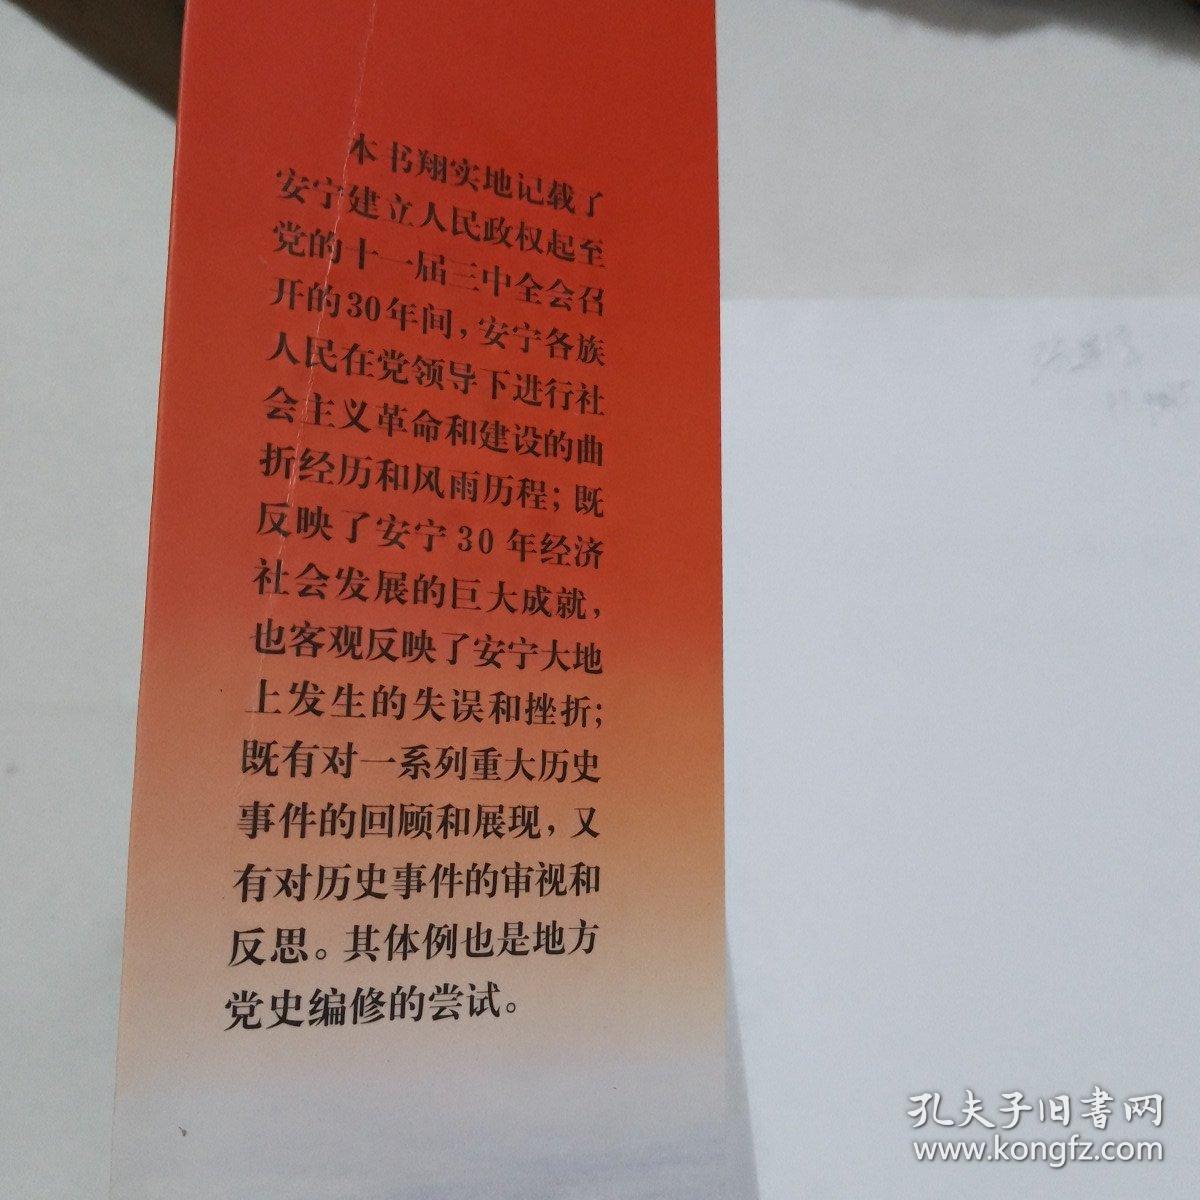 本书翔实地记载了
安宁建立人民政权起至
党的十一届三中全会召
开的30年间，安宁各族
人民在党领导下进行社
会主义革命和建设的曲
折经历和风雨历程；既
反映了安宁30年经济
社会发展的巨大成就，
也客观反映了安宁大地
上发生的失误和挫折；
既有对一系列重大历史
事件的回顾和展现，又
有对历史事件的审视和
反思。其体例也是地方
党史编修的尝试。
孔夫子旧書网
www.kongfz.com